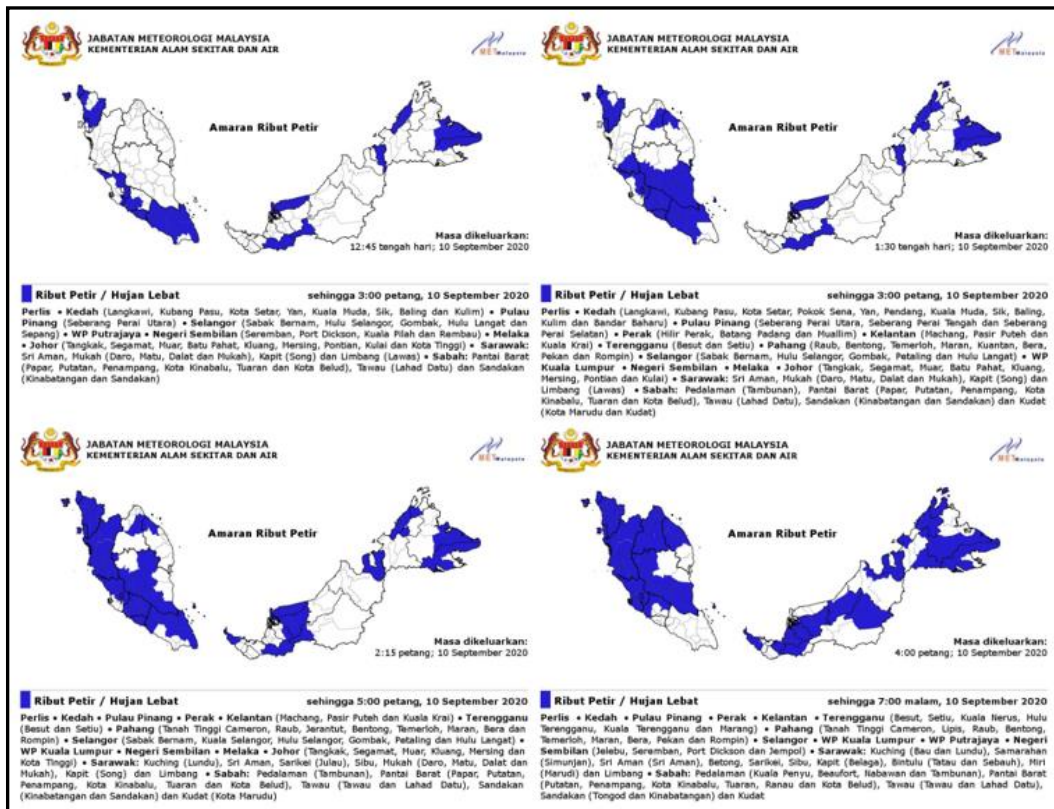 JABATAN METEOROLOGI MALAYSIA
KEMENTERIAN ALAM SEKITAR DAN AIR
MET Malaysia
Amaran Ribut Petir
Masa dikeluarkan:
12:45 tengah hari; 10 September 2020
Ribut Petir / Hujan Lebat sehingga 3:00 petang, 10 September 2020
Perlis • Kedah (Langkawi, Kubang Pasu, Kota Setar, Yan, Kuala Muda, Sik, Baling dan Kulim) • Pulau
Pinang (Seberang Perai Utara) • Selangor (Sabak Bernam, Hulu Selangor, Gombak, Hulu Langat dan
Sepang) • WP Putrajaya • Negeri Sembilan (Seremban, Port Dickson, Kuala Pilah dan Rembau) • Melaka
• Johor (Tangkak, Segamat, Muar, Batu Pahat, Kluang, Mersing, Pontian, Kulai dan Kota Tinggi) • Sarawak:
Sri Aman, Mukah (Daro, Matu, Dalat dan Mukah), Kapit (Song) dan Limbang (Lawas) • Sabah: Pantai Barat
(Papar, Putatan, Penampang, Kota Kinabalu, Tuaran dan Kota Belud), Tawau (Lahad Datu) dan Sandakan
(Kinabatangan dan Sandakan)
JABATAN METEOROLOGI MALAYSIA
KEMENTERIAN ALAM SEKITAR DAN AIR
MET Malaysia
Amaran Ribut Petir
Masa dikeluarkan:
1:30 tengah hari; 10 September 2020
Ribut Petir / Hujan Lebat sehingga 3:00 petang, 10 September 2020
Perlis • Kedah (Langkawi, Kubang Pasu, Kota Setar, Pokok Sena, Yan, Pendang, Kuala Muda, Sik, Baling,
Kulim dan Bandar Baharu) • Pulau Pinang (Seberang Perai Utara, Seberang Perai Tengah dan Seberang
Perai Selatan) • Perak (Hilir Perak, Batang Padang dan Muallim) • Kelantan (Machang, Pasir Puteh dan
Kuala Krai) • Terengganu (Besut dan Setiu) • Pahang (Raub, Bentong, Temerloh, Maran, Kuantan, Bera,
Pekan dan Rompin) • Selangor (Sabak Bernam, Hulu Selangor, Gombak, Petaling dan Hulu Langat) • WP
Kuala Lumpur • Negeri Sembilan • Melaka • Johor (Tangkak, Segamat, Muar, Batu Pahat, Kluang,
Mersing, Pontian dan Kulai) • Sarawak: Sri Aman, Mukah (Daro, Matu, Dalat dan Mukah), Kapit (Song) dan
Limbang (Lawas) • Sabah: Pedalaman (Tambunan), Pantai Barat (Papar, Putatan, Penampang, Kota
Kinabalu, Tuaran dan Kota Belud), Tawau (Lahad Datu), Sandakan (Kinabatangan dan Sandakan) dan Kudat
(Kota Marudu dan Kudat)
JABATAN METEOROLOGI MALAYSIA
KEMENTERIAN ALAM SEKITAR DAN AIR
MET Malaysia
Amaran Ribut Petir
Masa dikeluarkan:
2:15 petang; 10 September 2020
Ribut Petir / Hujan Lebat sehingga 5:00 petang, 10 September 2020
Perlis • Kedah • Pulau Pinang • Perak • Kelantan (Machang, Pasir Puteh dan Kuala Krai) • Terengganu
(Besut dan Setiu) • Pahang (Tanah Tinggi Cameron, Raub, Jerantut, Bentong, Temerloh, Maran, Bera dan
Rompin) • Selangor (Sabak Bernam, Kuala Selangor, Hulu Selangor, Gombak, Petaling dan Hulu Langat) •
WP Kuala Lumpur • Negeri Sembilan • Melaka • Johor (Tangkak, Segamat, Muar, Kluang, Mersing dan
Kota Tinggi) • Sarawak: Kuching (Lundu), Sri Aman, Sarikei (Julau), Sibu, Mukah (Daro, Matu, Dalat dan
Mukah), Kapit (Song) dan Limbang • Sabah: Pedalaman (Tambunan), Pantai Barat (Papar, Putatan,
Penampang, Kota Kinabalu, Tuaran dan Kota Belud), Tawau (Tawau dan Lahad Datu), Sandakan
(Kinabatangan dan Sandakan) dan Kudat (Kota Marudu)
JABATAN METEOROLOGI MALAYSIA
KEMENTERIAN ALAM SEKITAR DAN AIR
MET Malaysia
Amaran Ribut Petir
Masa dikeluarkan:
4:00 petang; 10 September 2020
Ribut Petir / Hujan Lebat sehingga 7:00 malam, 10 September 2020
Perlis • Kedah • Pulau Pinang • Perak • Kelantan • Terengganu (Besut, Setiu, Kuala Nerus, Hulu
Terengganu, Kuala Terengganu dan Marang) • Pahang (Tanah Tinggi Cameron, Lipis, Raub, Bentong,
Temerloh, Maran, Bera, Pekan dan Rompin) • Selangor • WP Kuala Lumpur • WP Putrajaya • Negeri
Sembilan (Jelebu, Seremban, Port Dickson dan Jempol) • Sarawak: Kuching (Bau dan Lundu), Samarahan
(Simunjan), Sri Aman (Sri Aman), Betong, Sarikei, Sibu, Kapit (Belaga), Bintulu (Tatau dan Sebauh), Miri
(Marudi) dan Limbang • Sabah: Pedalaman (Kuala Penyu, Beaufort, Nabawan dan Tambunan), Pantai Barat
(Putatan, Penampang, Kota Kinabalu, Tuaran, Ranau dan Kota Belud), Tawau (Tawau dan Lahad Datu),
Sandakan (Tongod dan Kinabatangan) dan Kudat